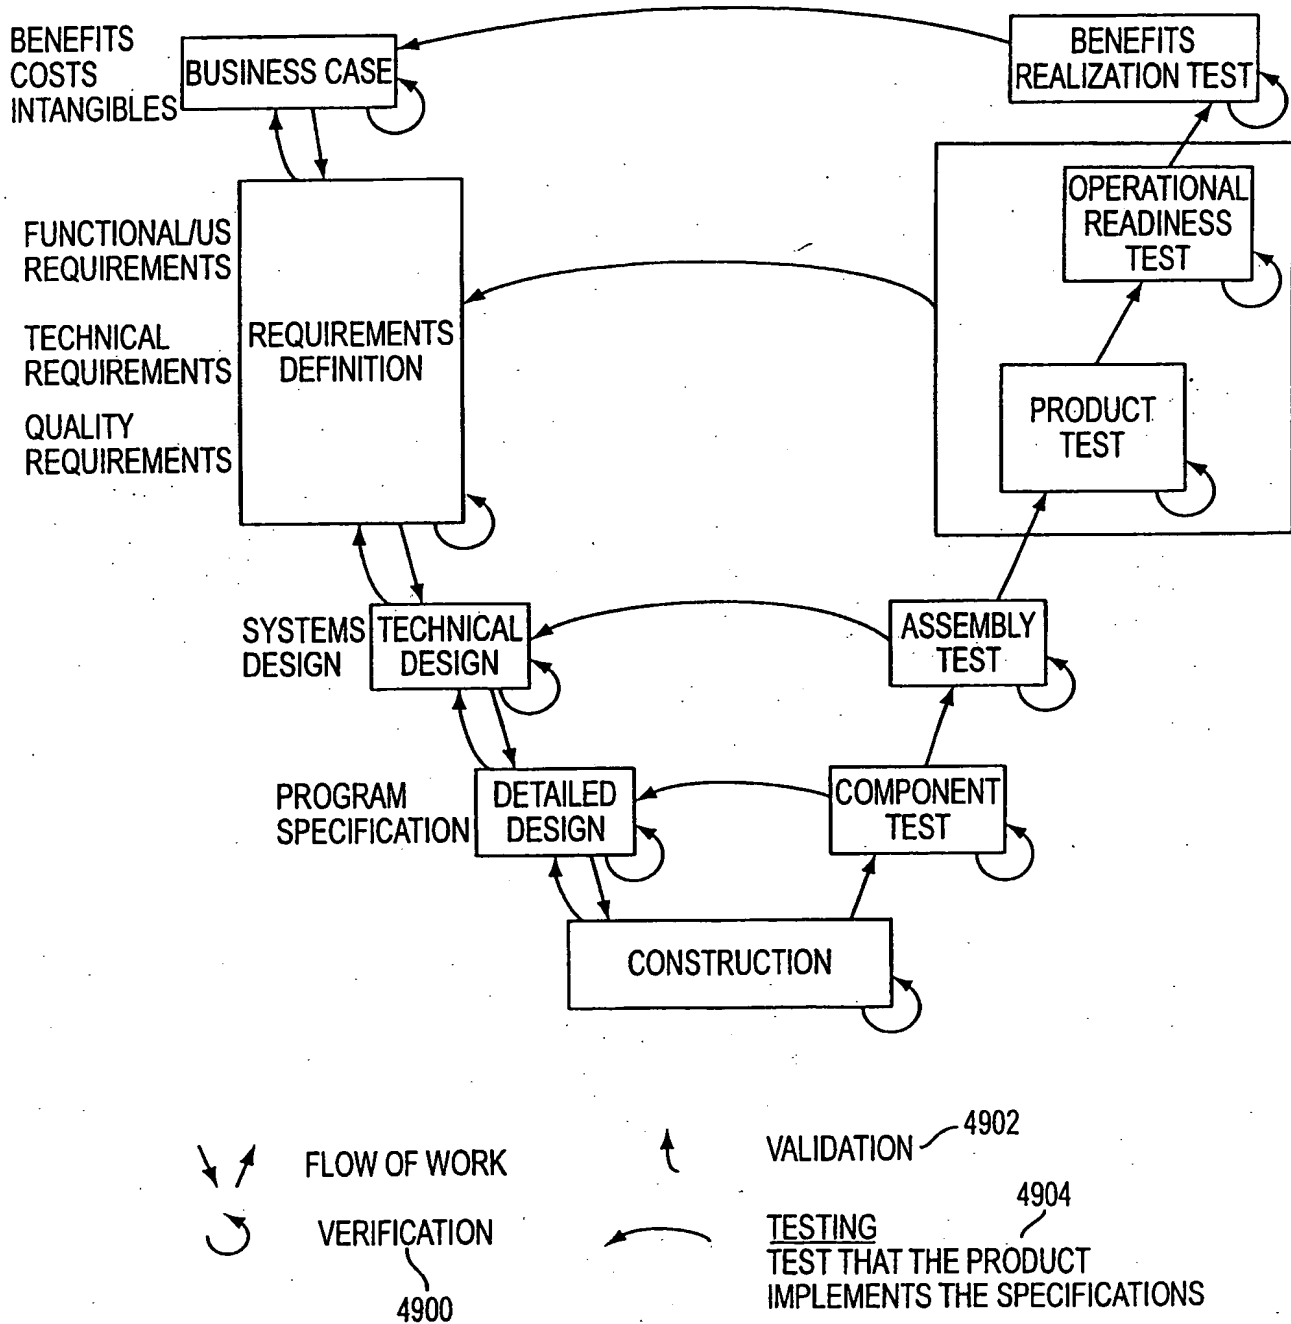 BENEFITS
COSTS
INTANGIBLES
BUSINESS CASE
BENEFITS
REALIZATION TEST
FUNCTIONAL/US
REQUIREMENTS
TECHNICAL
REQUIREMENTS
QUALITY
REQUIREMENTS
REQUIREMENTS
DEFINITION
OPERATIONAL
READINESS
TEST
PRODUCT
TEST
SYSTEMS
DESIGN
TECHNICAL
DESIGN
ASSEMBLY
TEST
PROGRAM
SPECIFICATION
DETAILED
DESIGN
COMPONENT
TEST
CONSTRUCTION
FLOW OF WORK
VERIFICATION
4900
VALIDATION
4902
4904
TESTING
TEST THAT THE PRODUCT
IMPLEMENTS THE SPECIFICATIONS